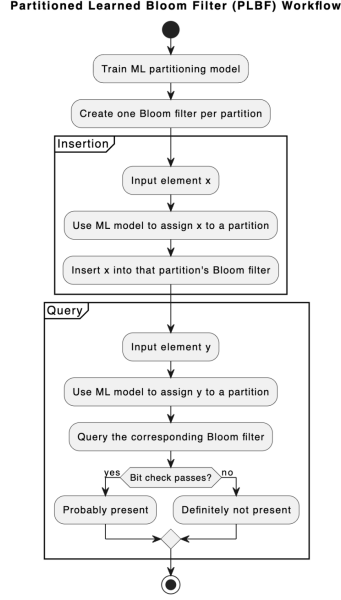 Partitioned Learned Bloom Filter (PLBF) Workflow
Train ML partitioning model
Create one Bloom filter per partition
Insertion
Input element x
Use ML model to assign x to a partition
Insert x into that partition's Bloom filter
Query
Input element y
Use ML model to assign y to a partition
Query the corresponding Bloom filter
yes
Bit check passes?
no
Probably present
Definitely not present